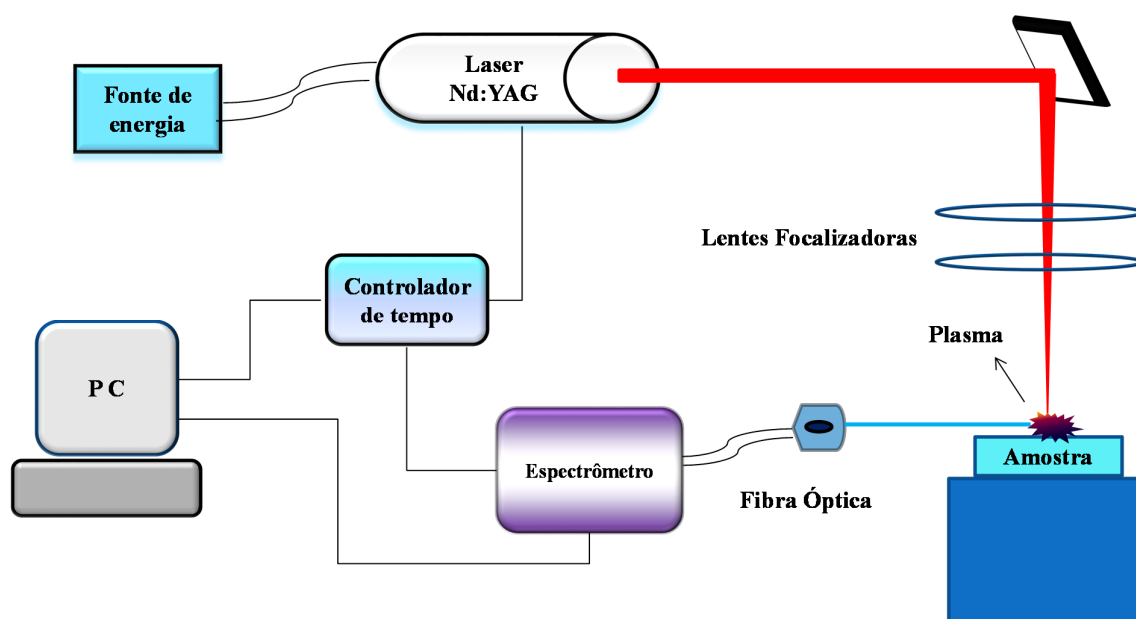 Laser
Nd:YAG
Fonte de
energia
Lentes Focalizadoras
Controlador
de tempo
Plasma
P C
Espectrômetro
Amostra
Fibra Óptica